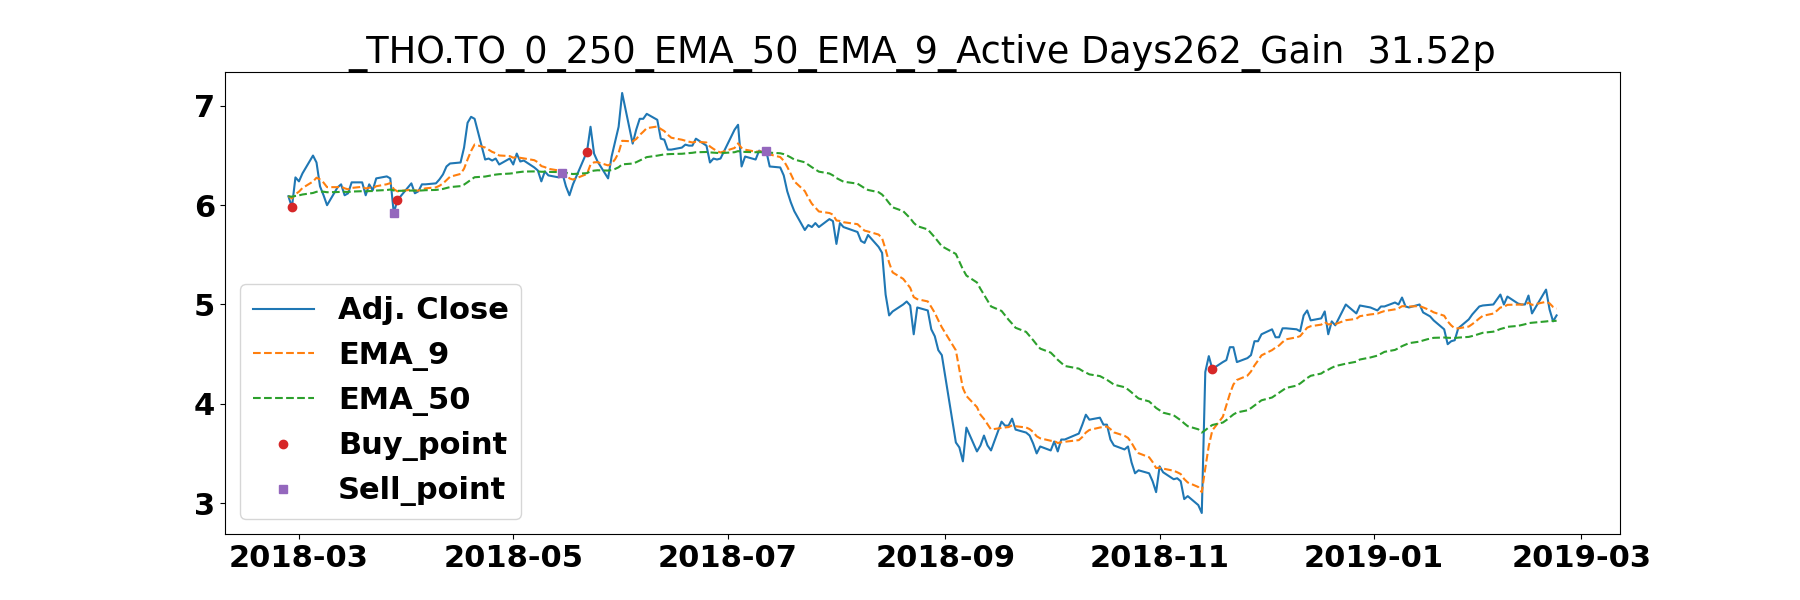 _THO.TO_0_250_EMA_50_EMA_9_Active Days262_Gain  31.52p
7
6
5
4
3
Adj. Close
EMA_9
EMA_50
Buy_point
Sell_point
2018-03 2018-05 2018-07 2018-09 2018-11 2019-01 2019-03